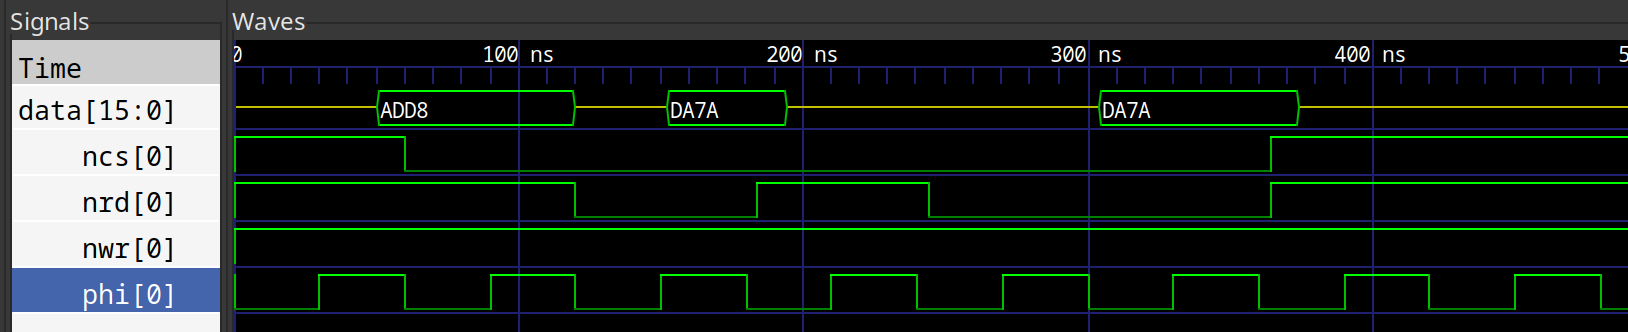 Signals
Waves
0 100 ns 200 ns 300 ns 400 ns 5
Time
data[15:0] ADD8 DA7A DA7A
ncs[0]
nrd[0]
nwr[0]
phi[0]